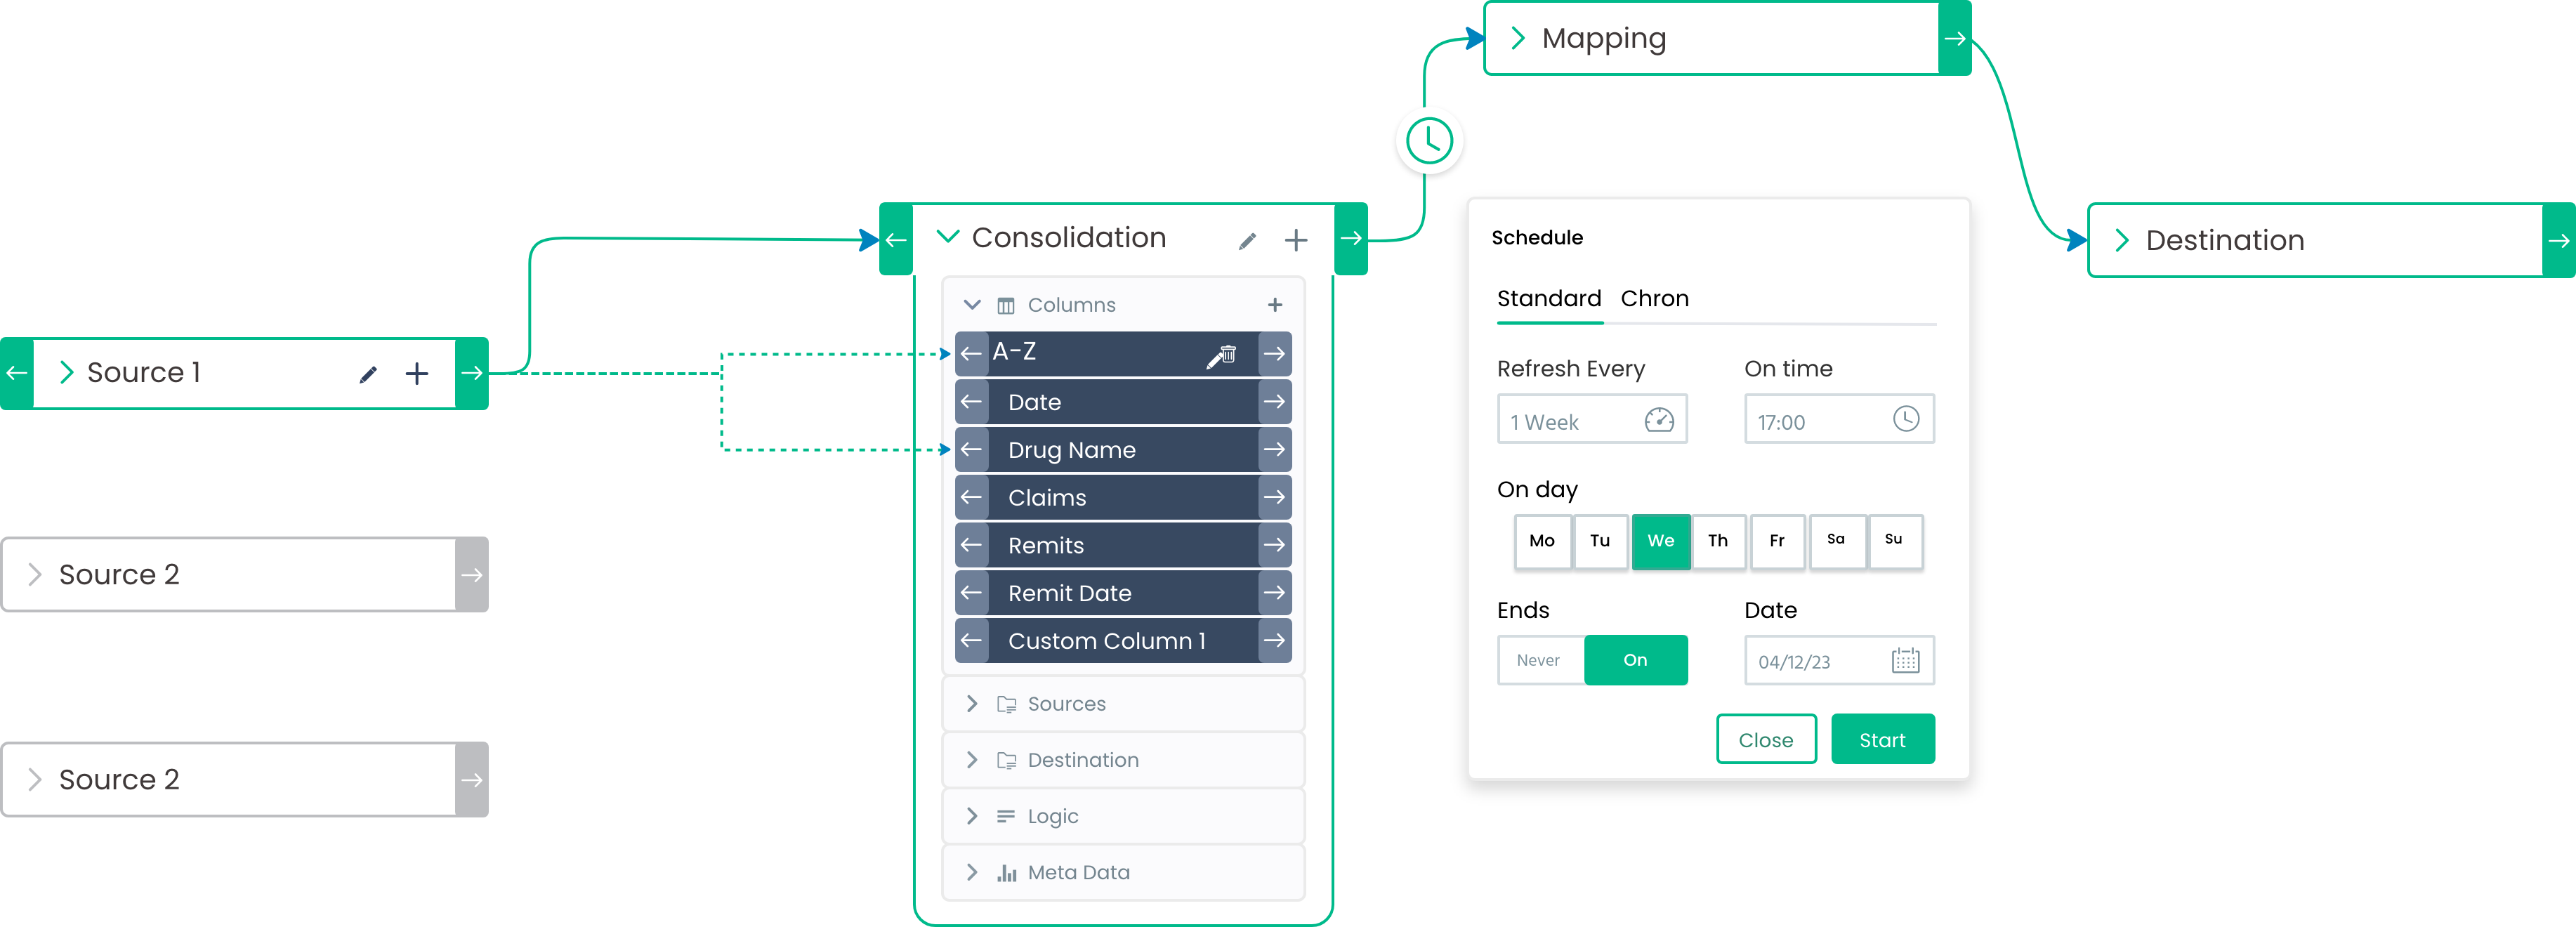 Mapping
Consolidation
Schedule
Destination
Standard Chron
Columns
A-Z
Source 1
Refresh Every On time
Date
1 Week 17:00
Drug Name
On day
Claims
Mo Tu We Th Fr Sa Su
Remits
Source 2
Remit Date
Ends Date
Custom Column 1
Never On 04/12/23
Sources
Close Start
Destination
Source 2
Logic
Meta Data